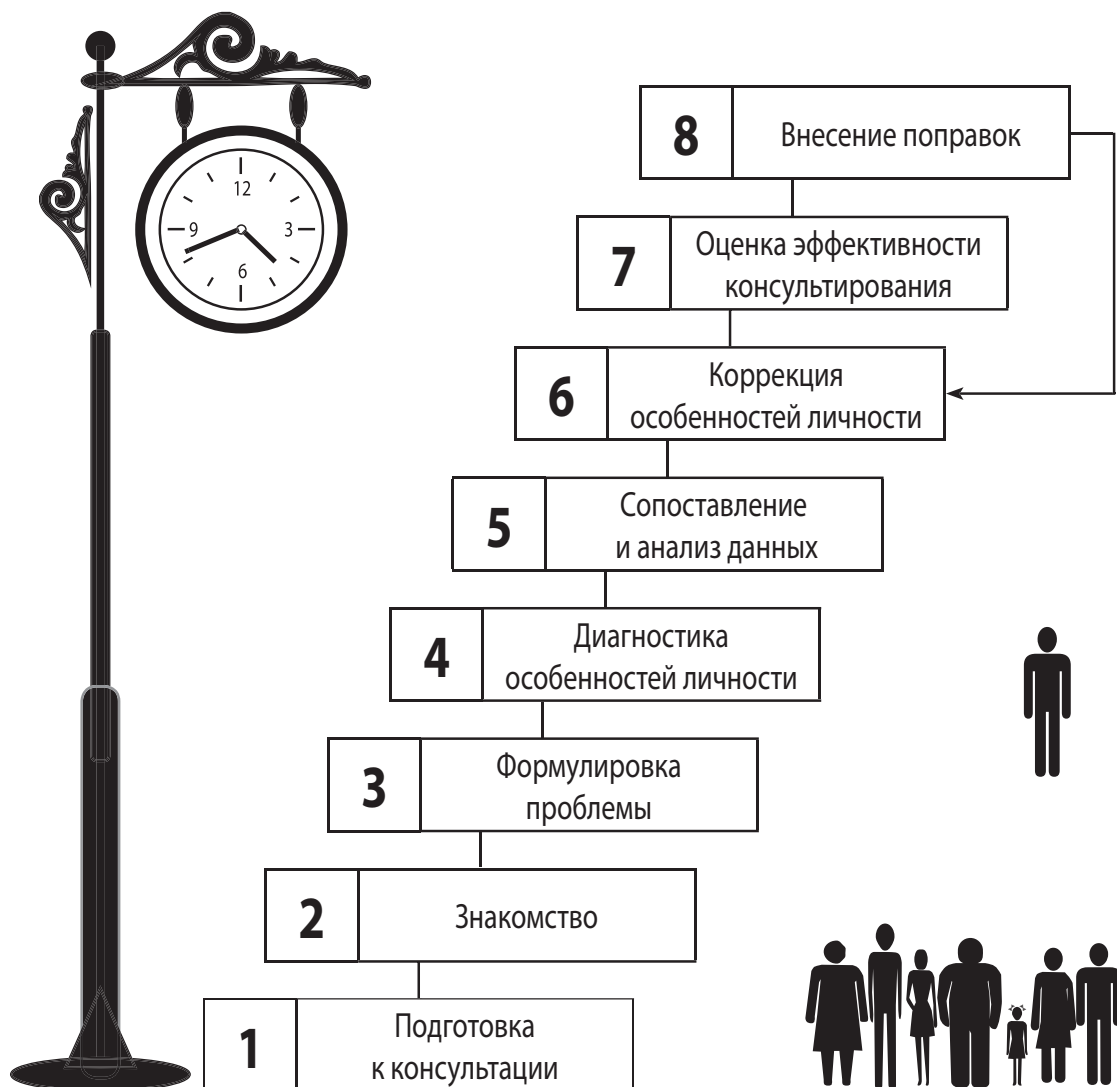 12
9
3
6
8
Внесение поправок
7
Оценка эффективности
консультирования
6
Коррекция
особенностей личности
5
Сопоставление
и анализ данных
4
Диагностика
особенностей личности
3
Формулировка
проблемы
2
Знакомство
1
Подготовка
к консультации